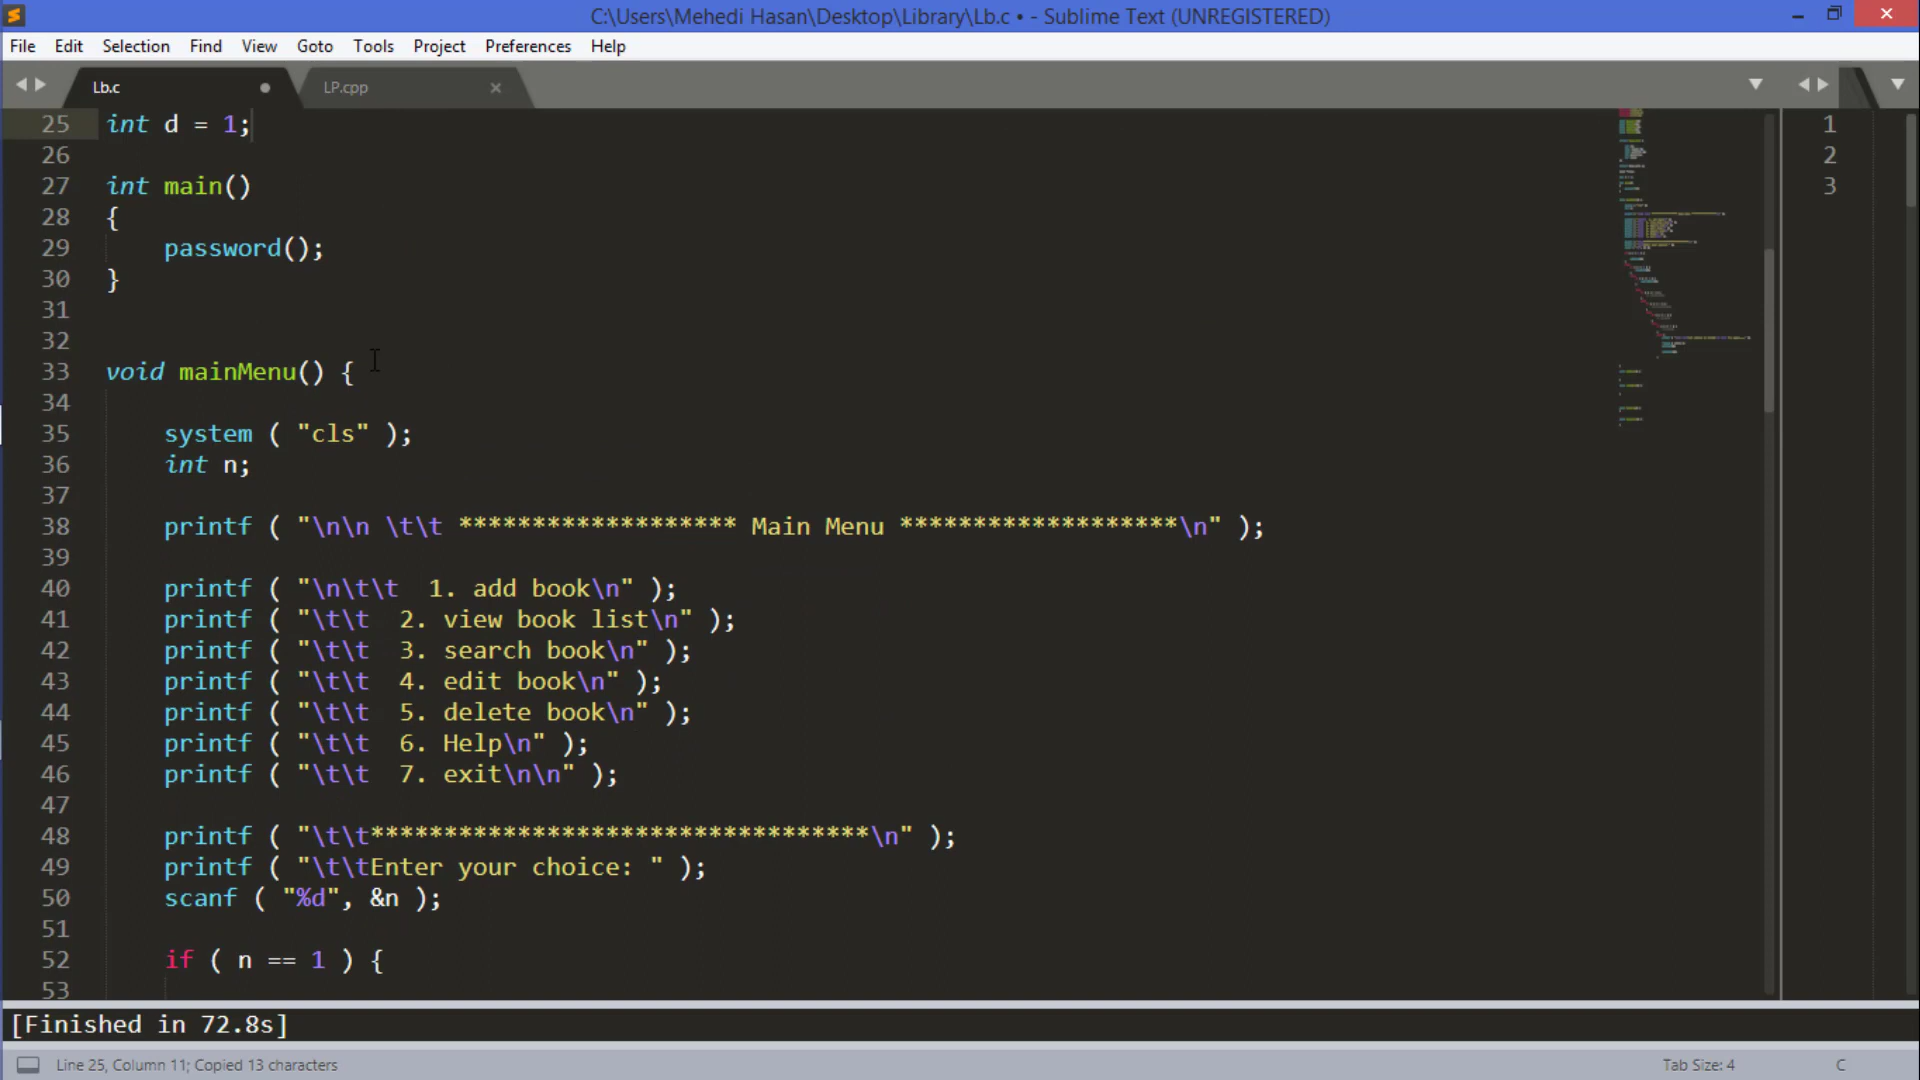 C:\Users\Mehedi Hasan\Desktop\Library\Lb.c • - Sublime Text (UNREGISTERED)
File Edit Selection Find View Goto Tools Project Preferences Help
Lb.c LP.cpp
25 int d = 1;
26
27 int main()
28 {
29     password();
30 }
31
32
33 void mainMenu() {
34
35     system ( "cls" );
36     int n;
37
38     printf ( "\n\n \t\t ******************* Main Menu *******************\n" );
39
40     printf ( "\n\t\t  1. add book\n" );
41     printf ( "\t\t  2. view book list\n" );
42     printf ( "\t\t  3. search book\n" );
43     printf ( "\t\t  4. edit book\n" );
44     printf ( "\t\t  5. delete book\n" );
45     printf ( "\t\t  6. Help\n" );
46     printf ( "\t\t  7. exit\n\n" );
47
48     printf ( "\t\t**********************************\n" );
49     printf ( "\t\tEnter your choice: " );
50     scanf ( "%d", &n );
51
52     if ( n == 1 ) {
53
1
2
3
[Finished in 72.8s]
Line 25, Column 11; Copied 13 characters
Tab Size: 4
C